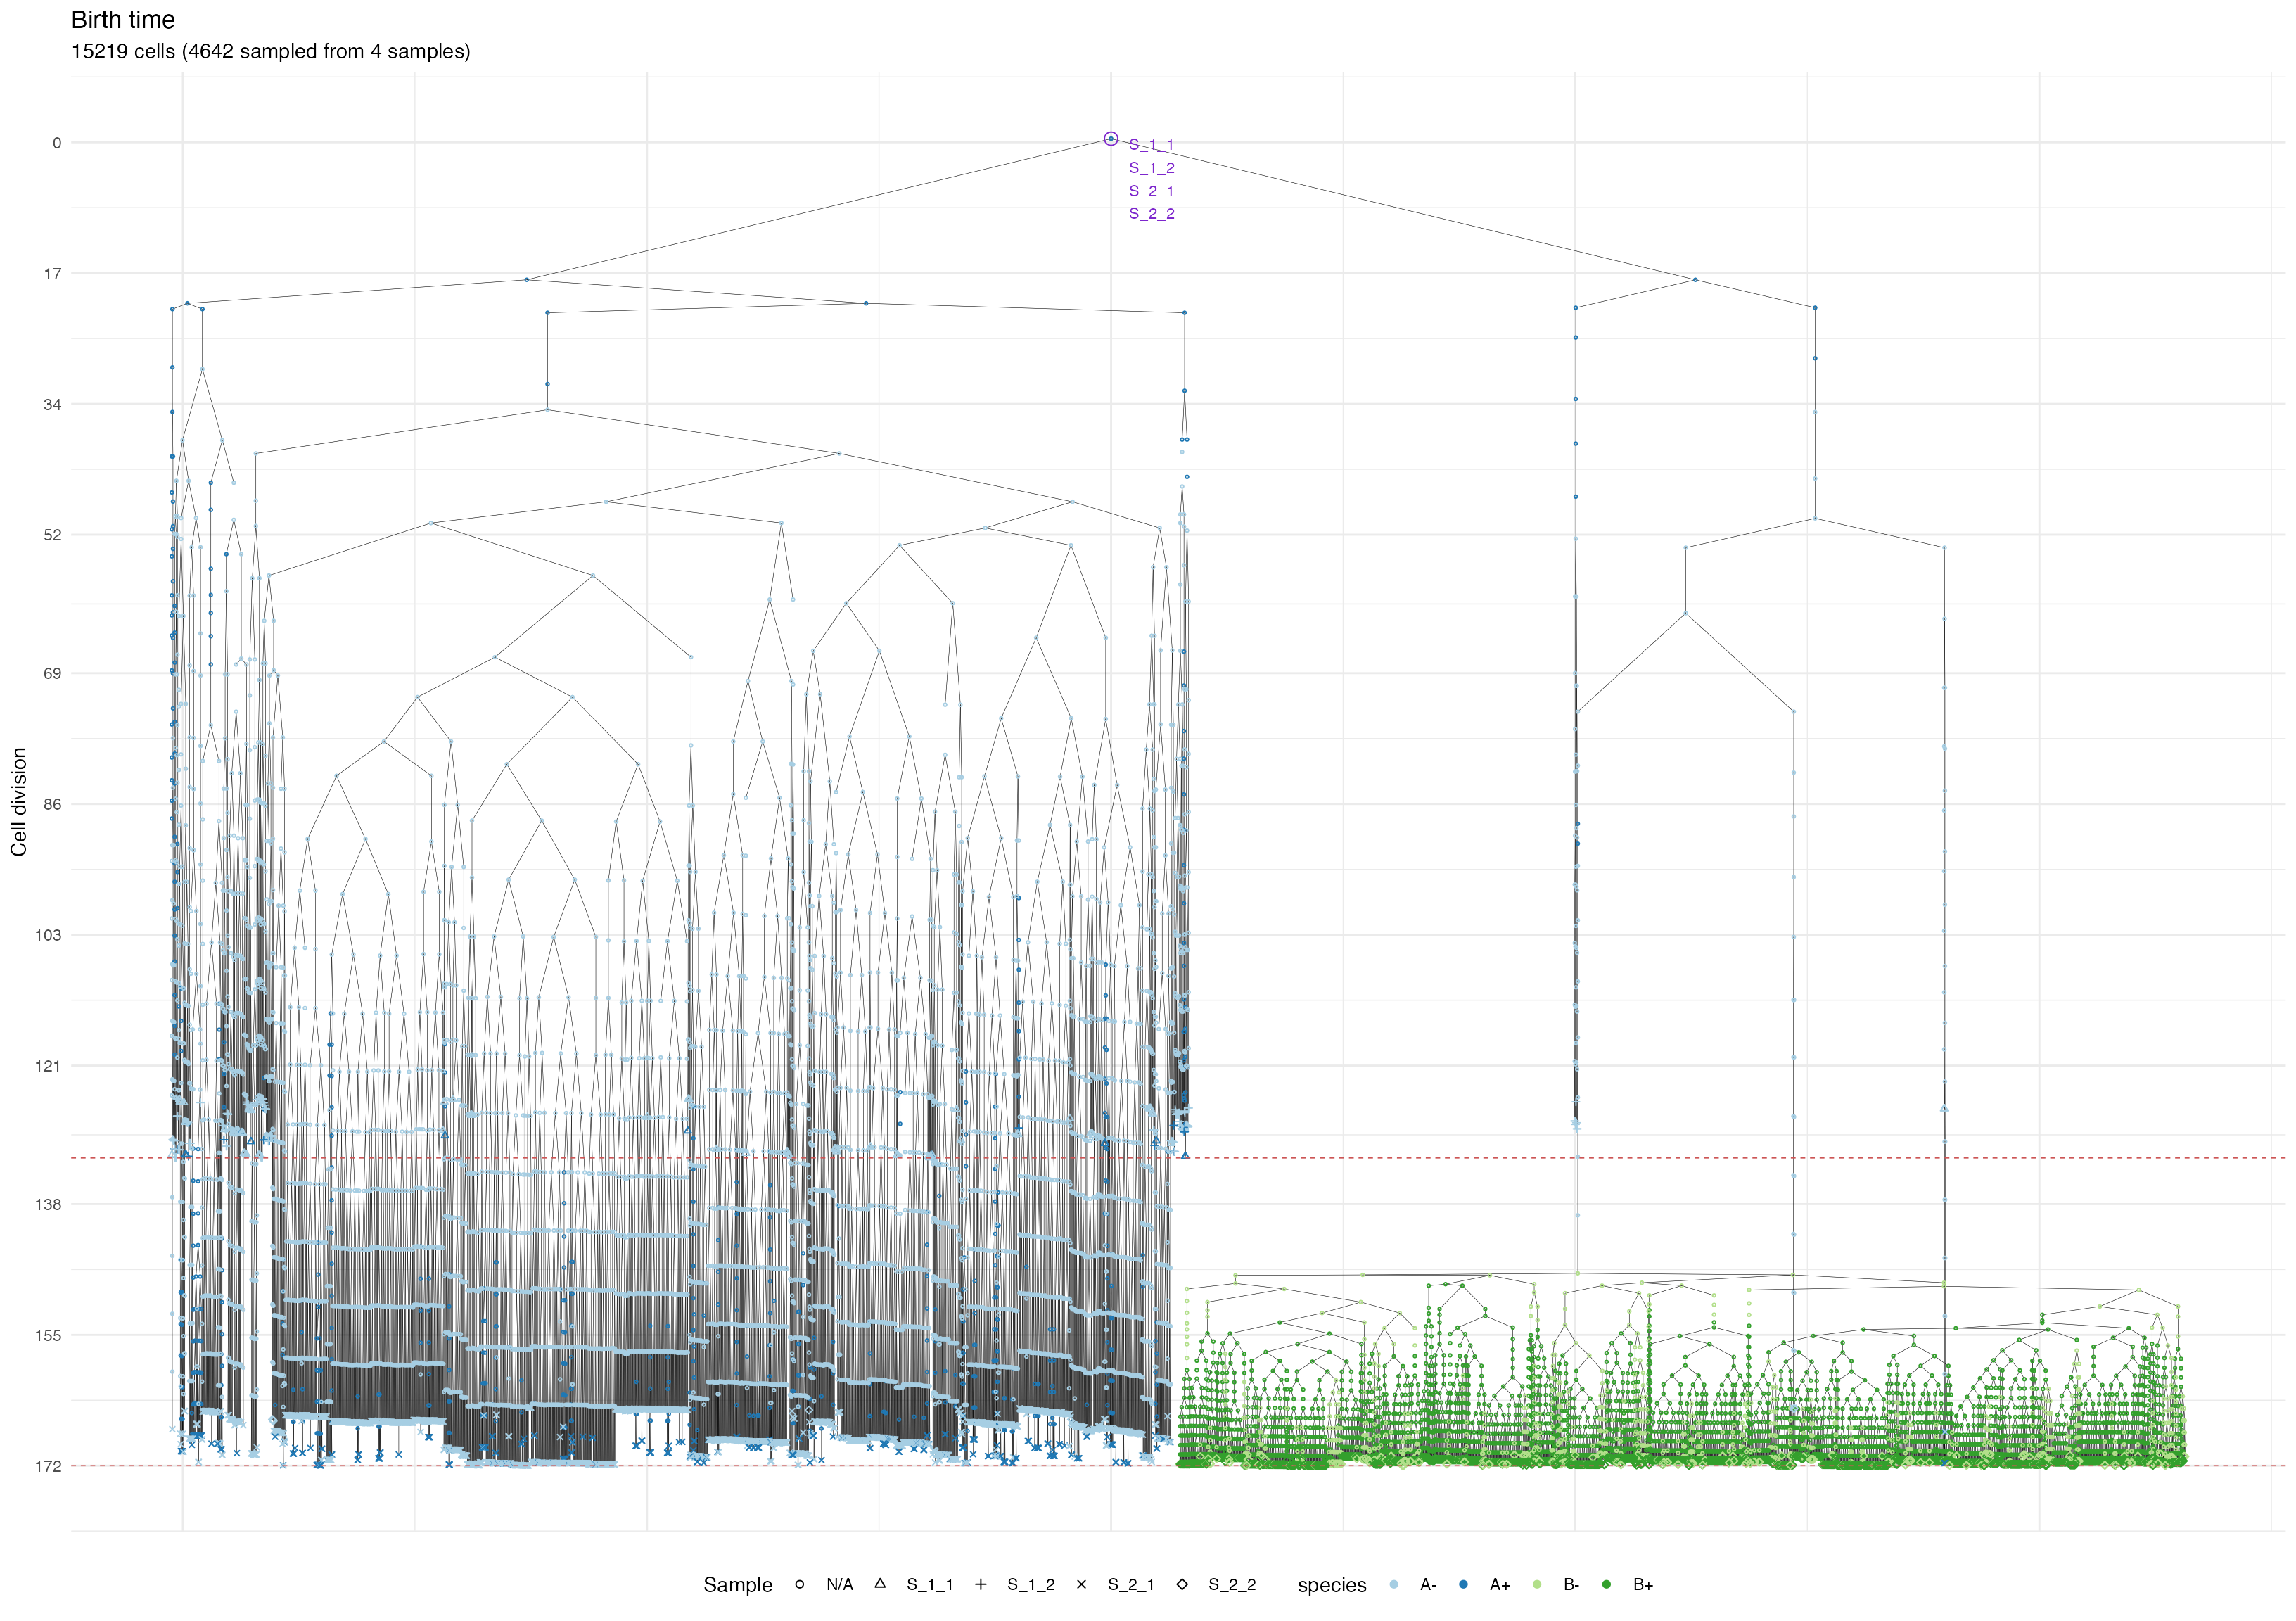 Birth time
15219 cells (4642 sampled from 4 samples)
0
S_1_1
S_1_2
S_2_1
S_2_2
17
34
52
69
86
103
121
138
155
172
Cell division
Sample N/A S_1_1 S_1_2 S_2_1 S_2_2 species A- A+ B- B+